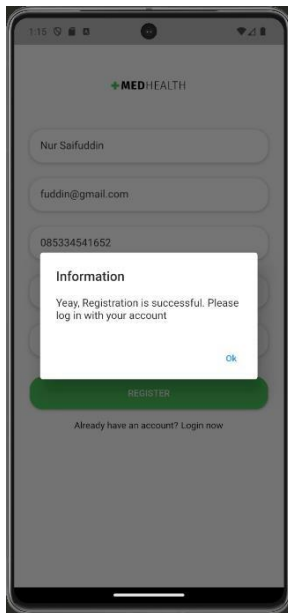 1:15
+MEDHEALTH
Nur Saifuddin
fuddin@gmail.com
085334541652
Information
Yeay, Registration is successful. Please
log in with your account
Ok
REGISTER
Already have an account? Login now